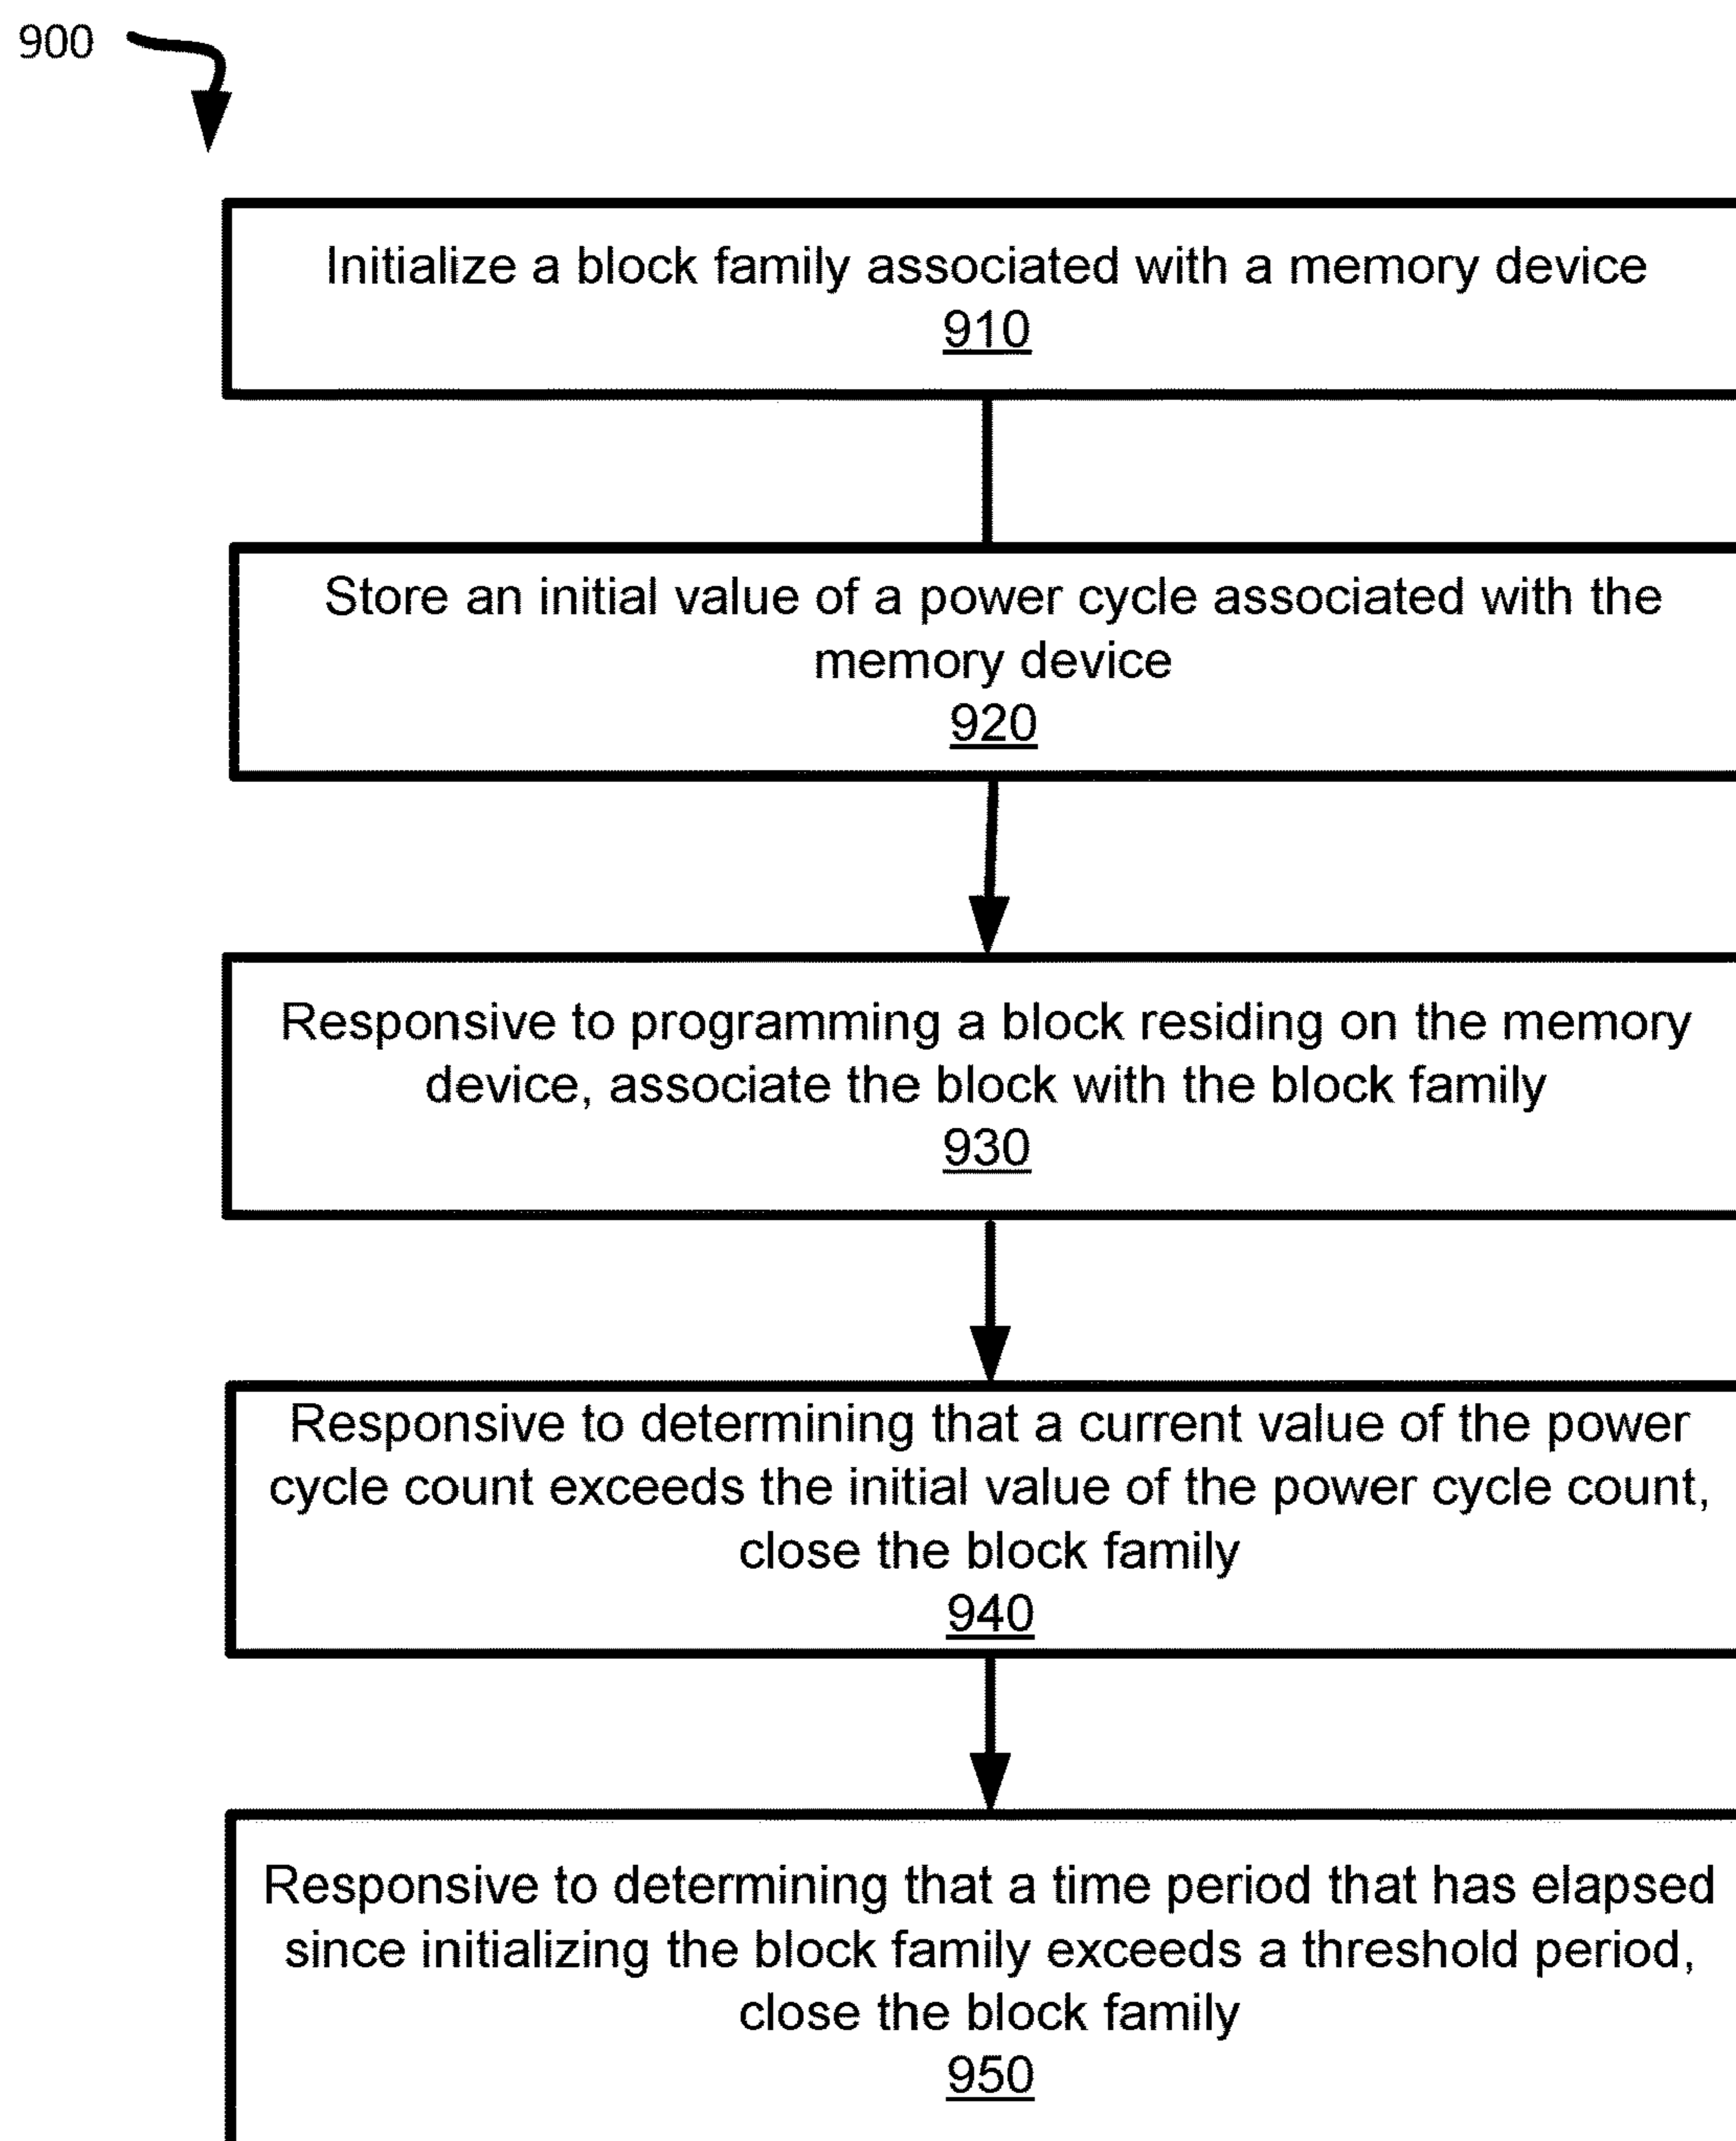 900
Initialize a block family associated with a memory device
910
Store an initial value of a power cycle associated with the
memory device
920
Responsive to programming a block residing on the memory
device, associate the block with the block family
930
Responsive to determining that a current value of the power
cycle count exceeds the initial value of the power cycle count,
close the block family
940
Responsive to determining that a time period that has elapsed
since initializing the block family exceeds a threshold period,
close the block family
950